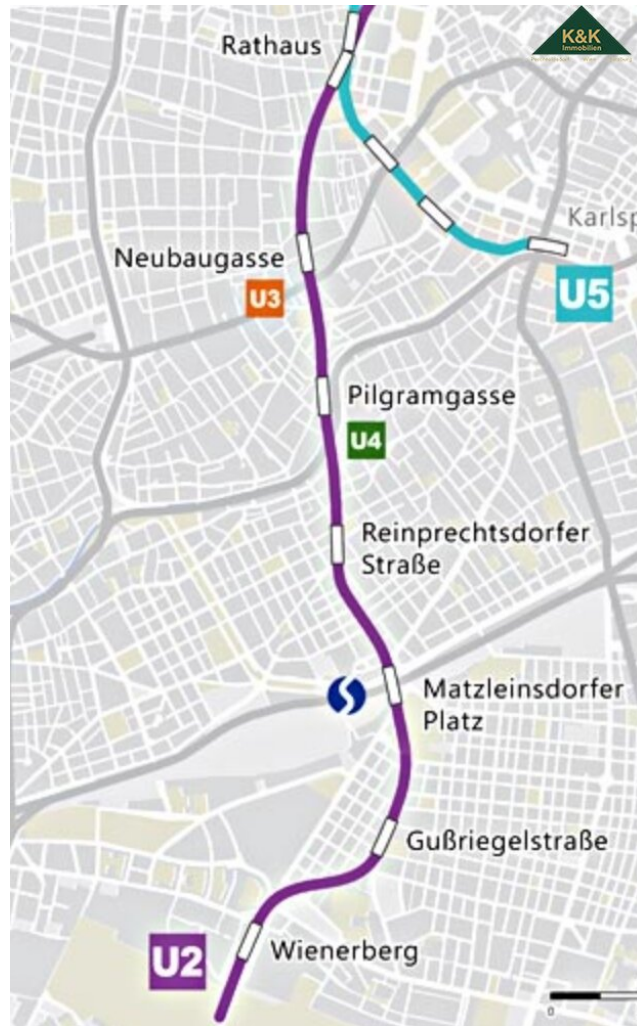 K&K
Immobilien
Rathaus
Karlsp
Neubaugasse
U3
U5
Pilgramgasse
U4
Reinprechtsdorfer
Straße
Matzleinsdorfer
Platz
Gußriegelstraße
U2
Wienerberg
0